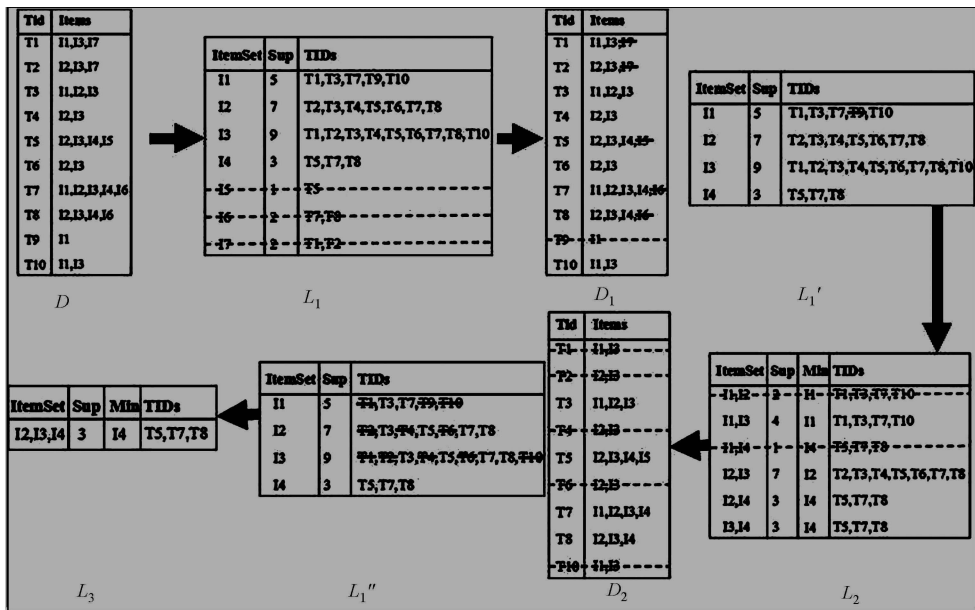 Tid Items
T1 I1,I3,I7
T2 I2,I3,I7
T3 I1,I2,I3
T4 I2,I3
T5 I2,I3,I4,I5
T6 I2,I3
T7 I1,I2,I3,I4,I6
T8 I2,I3,I4,I6
T9 I1
T10 I1,I3
D
ItemSet Sup TIDs
I1 5 T1,T3,T7,T9,T10
I2 7 T2,T3,T4,T5,T6,T7,T8
I3 9 T1,T2,T3,T4,T5,T6,T7,T8,T10
I4 3 T5,T7,T8
I5 1 T5
I6 2 T7,T8
I7 2 T1,T2
L1
Tid Items
T1 I1,I3,I7
T2 I2,I3,I7
T3 I1,I2,I3
T4 I2,I3
T5 I2,I3,I4,I5
T6 I2,I3
T7 I1,I2,I3,I4,I6
T8 I2,I3,I4,I6
T9 I1
T10 I1,I3
D1
ItemSet Sup TIDs
I1 5 T1,T3,T7,T9,T10
I2 7 T2,T3,T4,T5,T6,T7,T8
I3 9 T1,T2,T3,T4,T5,T6,T7,T8,T10
I4 3 T5,T7,T8
L1′
ItemSet Sup Min TIDs
I1,I2 2 I1 T1,T3,T7,T10
I1,I3 4 I1 T1,T3,T7,T10
I1,I4 1 I4 T5,T7,T8
I2,I3 7 I2 T2,T3,T4,T5,T6,T7,T8
I2,I4 3 I4 T5,T7,T8
I3,I4 3 I4 T5,T7,T8
L2
Tid Items
T1 I1,I3
T2 I2,I3
T3 I1,I2,I3
T4 I2,I3
T5 I2,I3,I4,I5
T6 I2,I3
T7 I1,I2,I3,I4
T8 I2,I3,I4
T10 I1,I3
D2
ItemSet Sup TIDs
I1 5 T1,T3,T7,T9,T10
I2 7 T2,T3,T4,T5,T6,T7,T8
I3 9 T1,T2,T3,T4,T5,T6,T7,T8,T10
I4 3 T5,T7,T8
L1″
ItemSet Sup Min TIDs
I2,I3,I4 3 I4 T5,T7,T8
L3